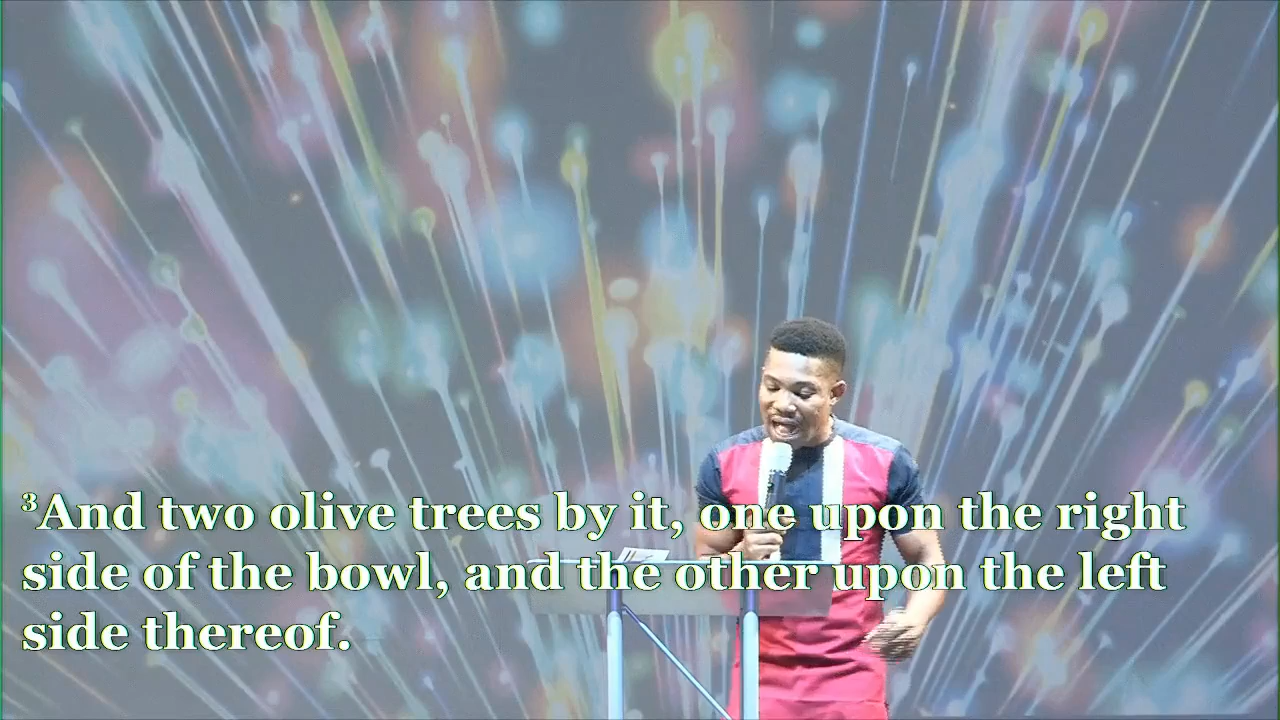 ³And two olive trees by it, one upon the right
side of the bowl, and the other upon the left
side thereof.